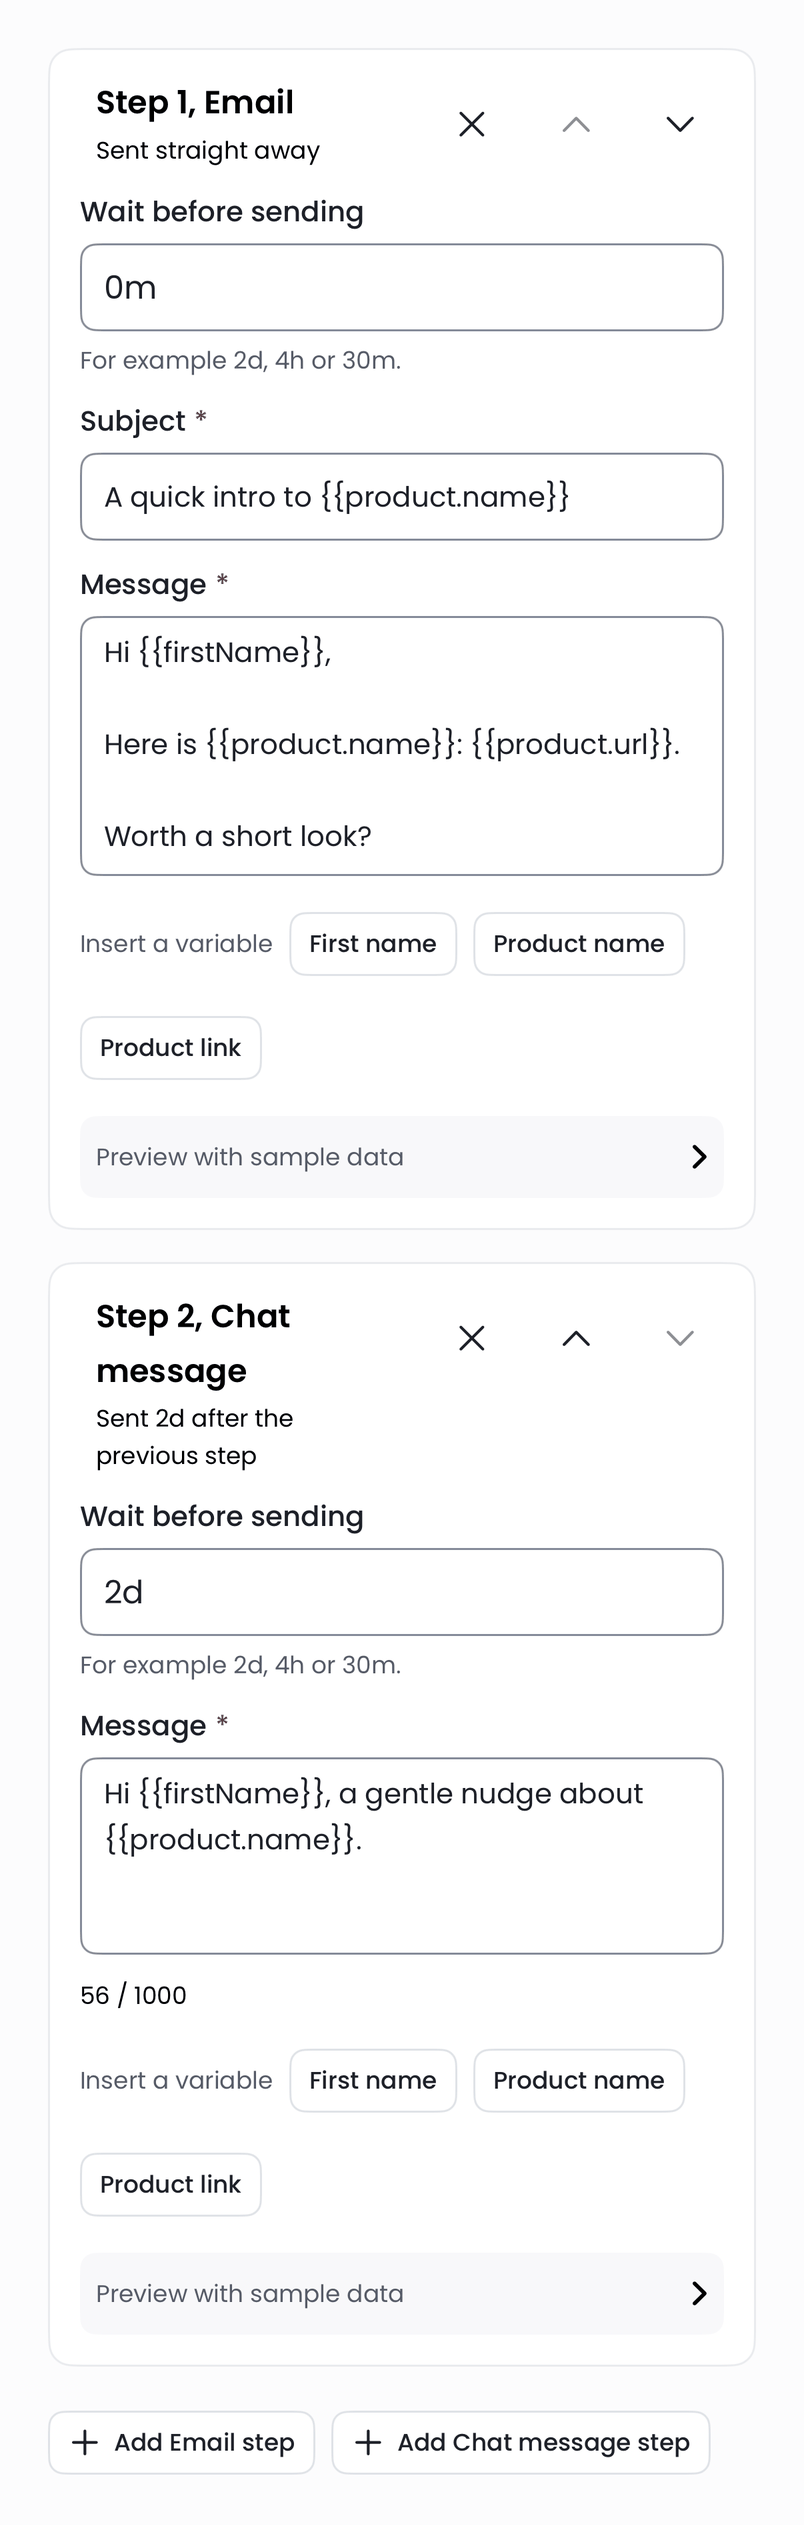 Step 1, Email
Sent straight away
Wait before sending
0m
For example 2d, 4h or 30m.
Subject *
A quick intro to {{product.name}}
Message *
Hi {{firstName}},
Here is {{product.name}}: {{product.url}}.
Worth a short look?
Insert a variable First name Product name
Product link
Preview with sample data
Step 2, Chat
message
Sent 2d after the
previous step
Wait before sending
2d
For example 2d, 4h or 30m.
Message *
Hi {{firstName}}, a gentle nudge about
{{product.name}}.
56 / 1000
Insert a variable First name Product name
Product link
Preview with sample data
Add Email step Add Chat message step